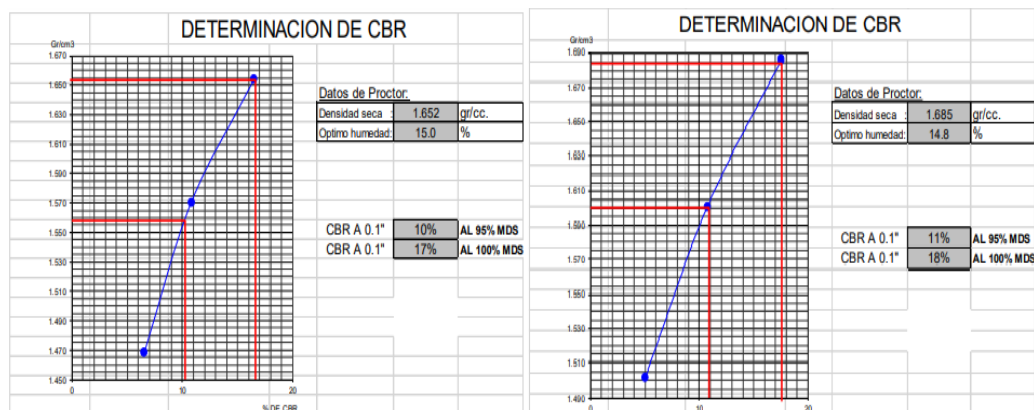 DETERMINACION DE CBR
Gr/cm3
1.670
1.650
1.630
1.610
1.590
1.570
1.550
1.530
1.510
1.490
1.470
1.450
0
10
20
% DE CBR
Datos de Proctor:
Densidad seca : 1.652 gr/cc.
Optimo humedad: 15.0 %
CBR A 0.1" 10% AL 95% MDS
CBR A 0.1" 17% AL 100% MDS
DETERMINACION DE CBR
Gr/cm3
1.690
1.670
1.650
1.630
1.610
1.590
1.570
1.550
1.530
1.510
1.490
0
10
20
Datos de Proctor:
Densidad seca : 1.685 gr/cc.
Optimo humedad: 14.8 %
CBR A 0.1" 11% AL 95% MDS
CBR A 0.1" 18% AL 100% MDS